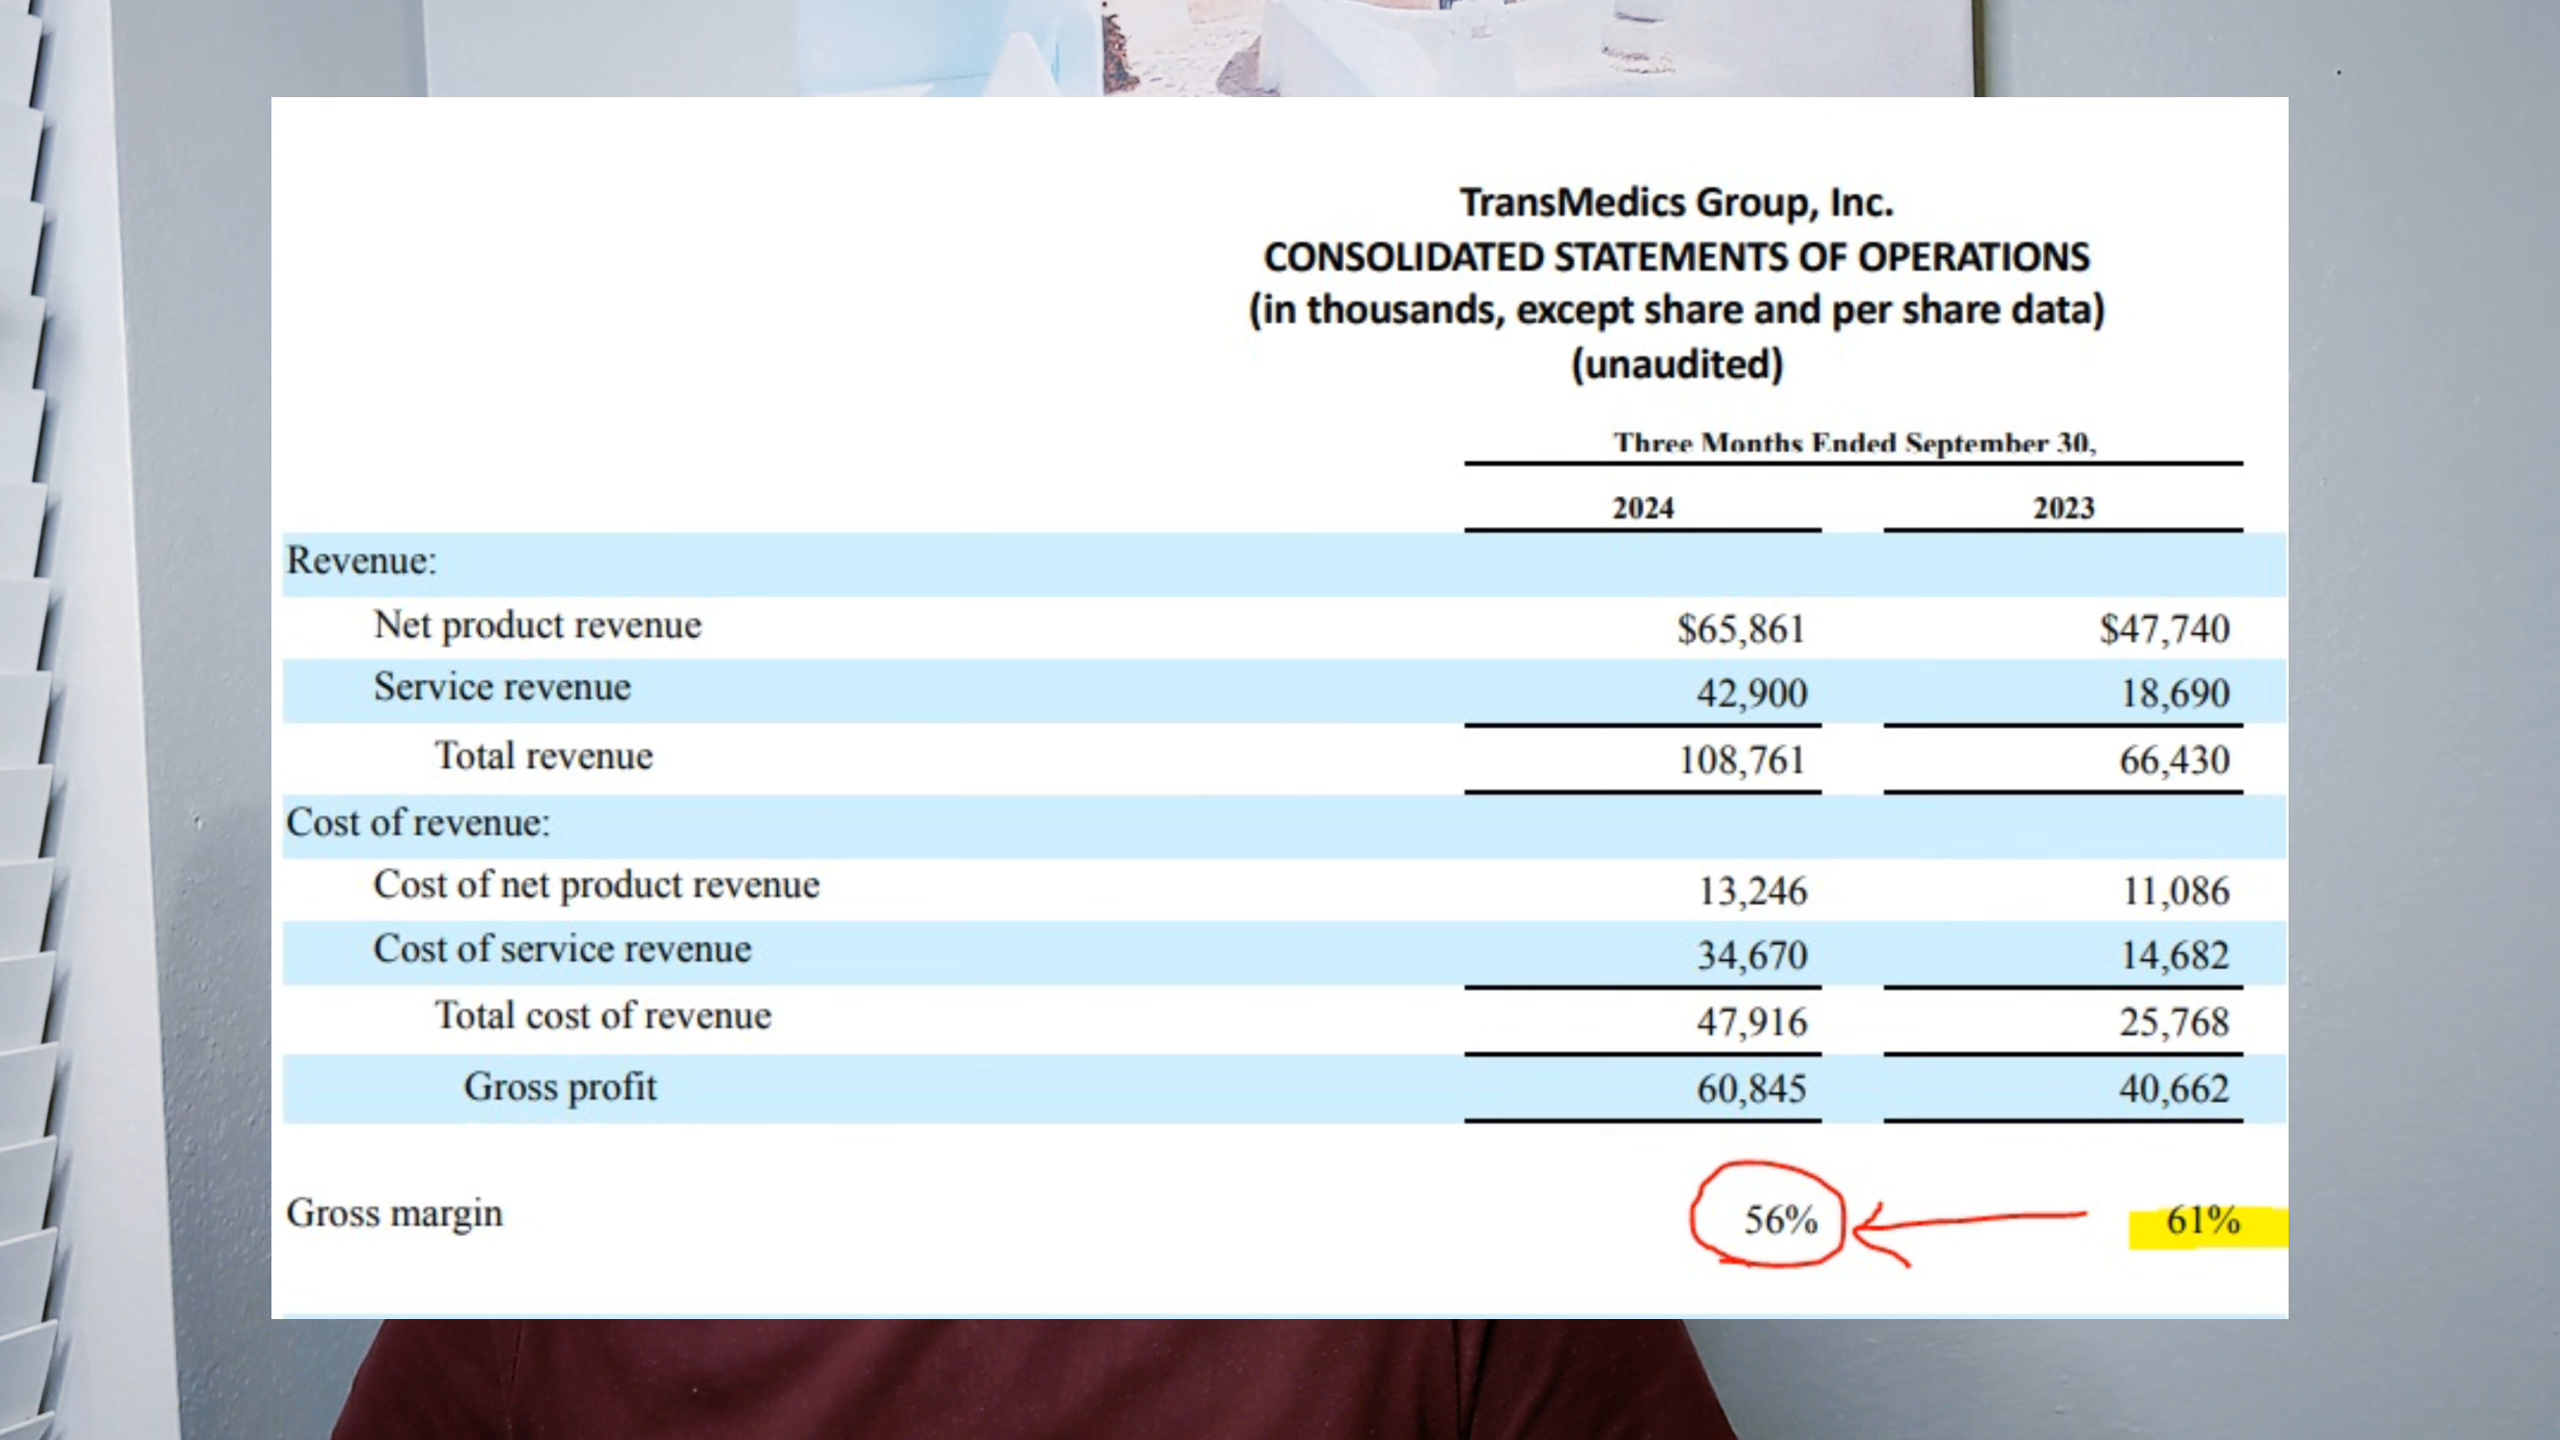 TransMedics Group, Inc.
CONSOLIDATED STATEMENTS OF OPERATIONS
(in thousands, except share and per share data)
(unaudited)
Three Months Ended September 30,
2024 2023
Revenue:
Net product revenue $65,861 $47,740
Service revenue 42,900 18,690
Total revenue 108,761 66,430
Cost of revenue:
Cost of net product revenue 13,246 11,086
Cost of service revenue 34,670 14,682
Total cost of revenue 47,916 25,768
Gross profit 60,845 40,662
Gross margin 56% 61%